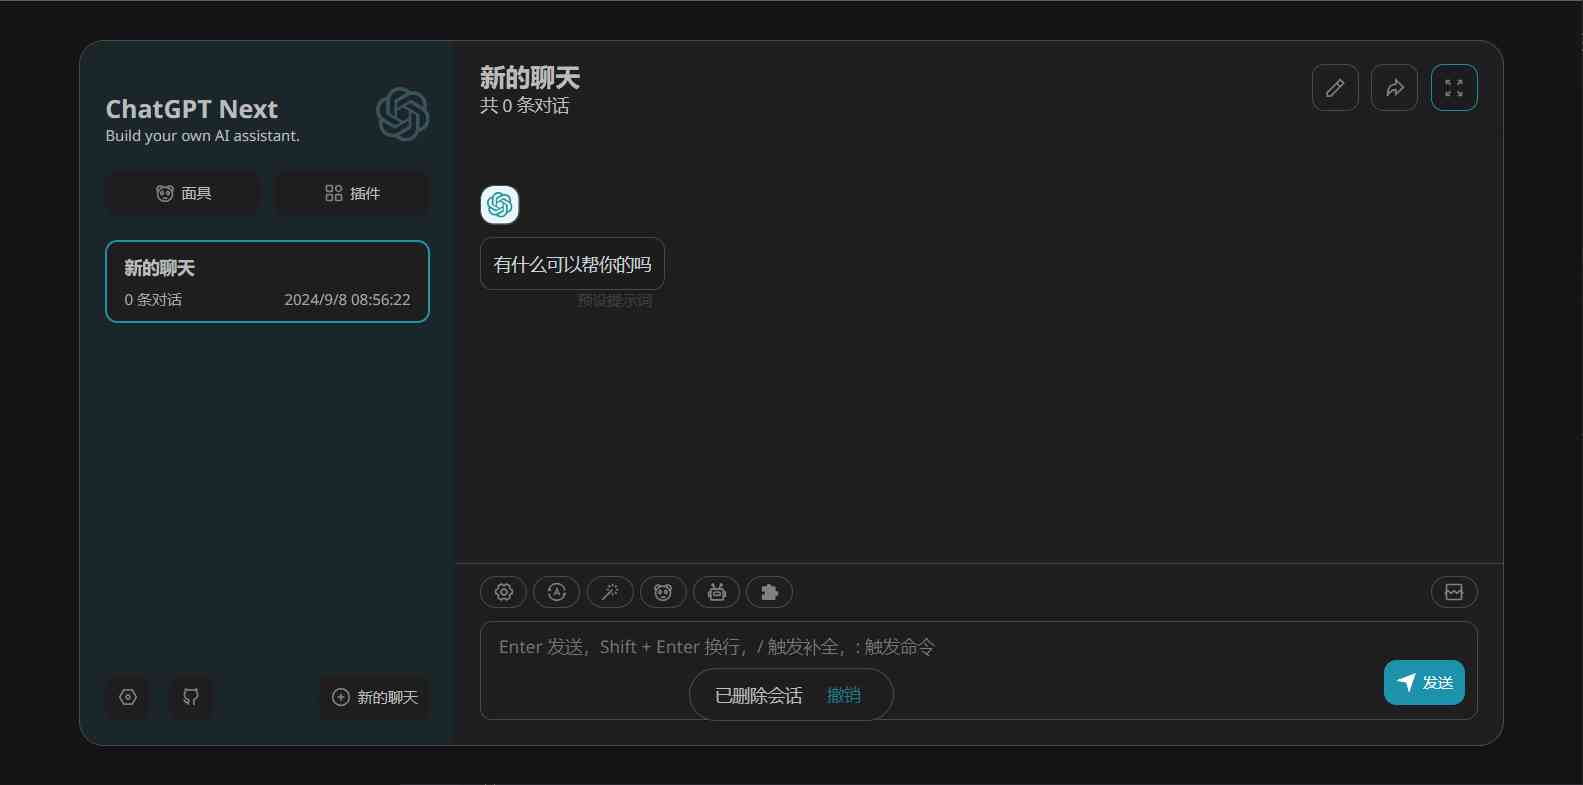 ChatGPT Next
Build your own AI assistant.
面具
插件
新的聊天
0 条对话
2024/9/8 08:56:22
新的聊天
新的聊天
共 0 条对话
有什么可以帮你的吗
预设提示词
Enter 发送，Shift + Enter 换行，/ 触发补全，: 触发命令
已删除会话
撤销
发送